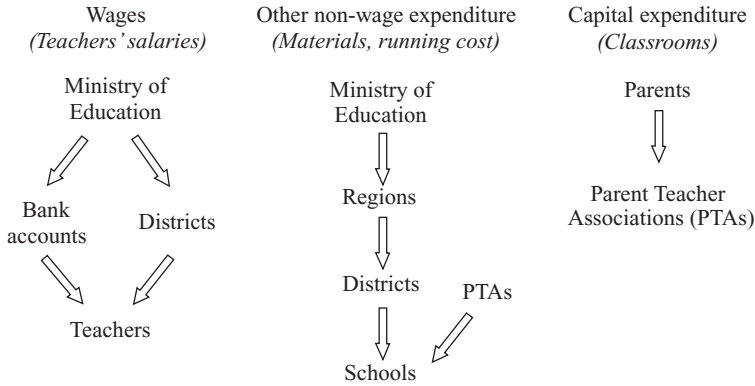 Wages
(Teachers' salaries)
Ministry of
Education
Bank
accounts
Districts
Teachers
Other non-wage expenditure
(Materials, running cost)
Ministry of
Education
Regions
Districts
PTAs
Schools
Capital expenditure
(Classrooms)
Parents
Parent Teacher
Associations (PTAs)